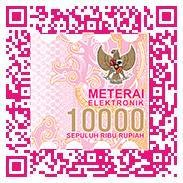 METERAI
ELEKTRONIK
10000
SEPULUH RIBU RUPIAH